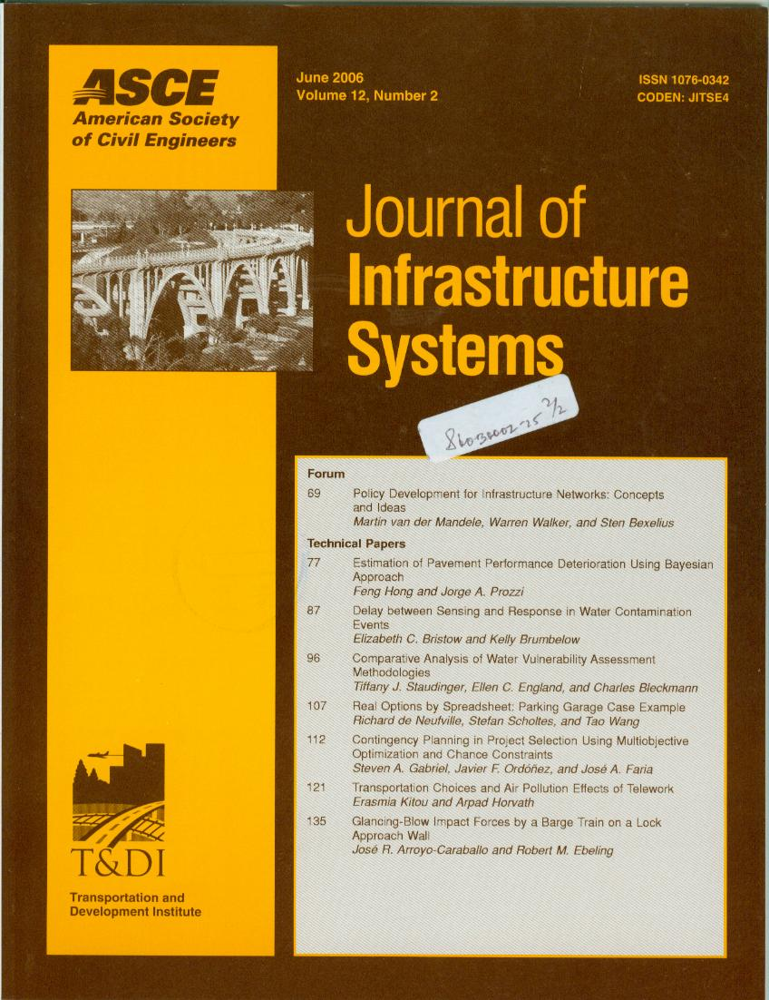 ASCE
American Society
of Civil Engineers
June 2006
Volume 12, Number 2
ISSN 1076-0342
CODEN: JITSE4
Journal of
Infrastructure
Systems
Forum
69 Policy Development for Infrastructure Networks: Concepts
and Ideas
Martin van der Mandele, Warren Walker, and Sten Bexelius
Technical Papers
77 Estimation of Pavement Performance Deterioration Using Bayesian
Approach
Feng Hong and Jorge A. Prozzi
87 Delay between Sensing and Response in Water Contamination
Events
Elizabeth C. Bristow and Kelly Brumbelow
96 Comparative Analysis of Water Vulnerability Assessment
Methodologies
Tiffany J. Staudinger, Ellen C. England, and Charles Bleckmann
107 Real Options by Spreadsheet: Parking Garage Case Example
Richard de Neufville, Stefan Scholtes, and Tao Wang
112 Contingency Planning in Project Selection Using Multiobjective
Optimization and Chance Constraints
Steven A. Gabriel, Javier F. Ordóñez, and José A. Faria
121 Transportation Choices and Air Pollution Effects of Telework
Erasmia Kitou and Arpad Horvath
135 Glancing-Blow Impact Forces by a Barge Train on a Lock
Approach Wall
José R. Arroyo-Caraballo and Robert M. Ebeling
T&DI
Transportation and
Development Institute